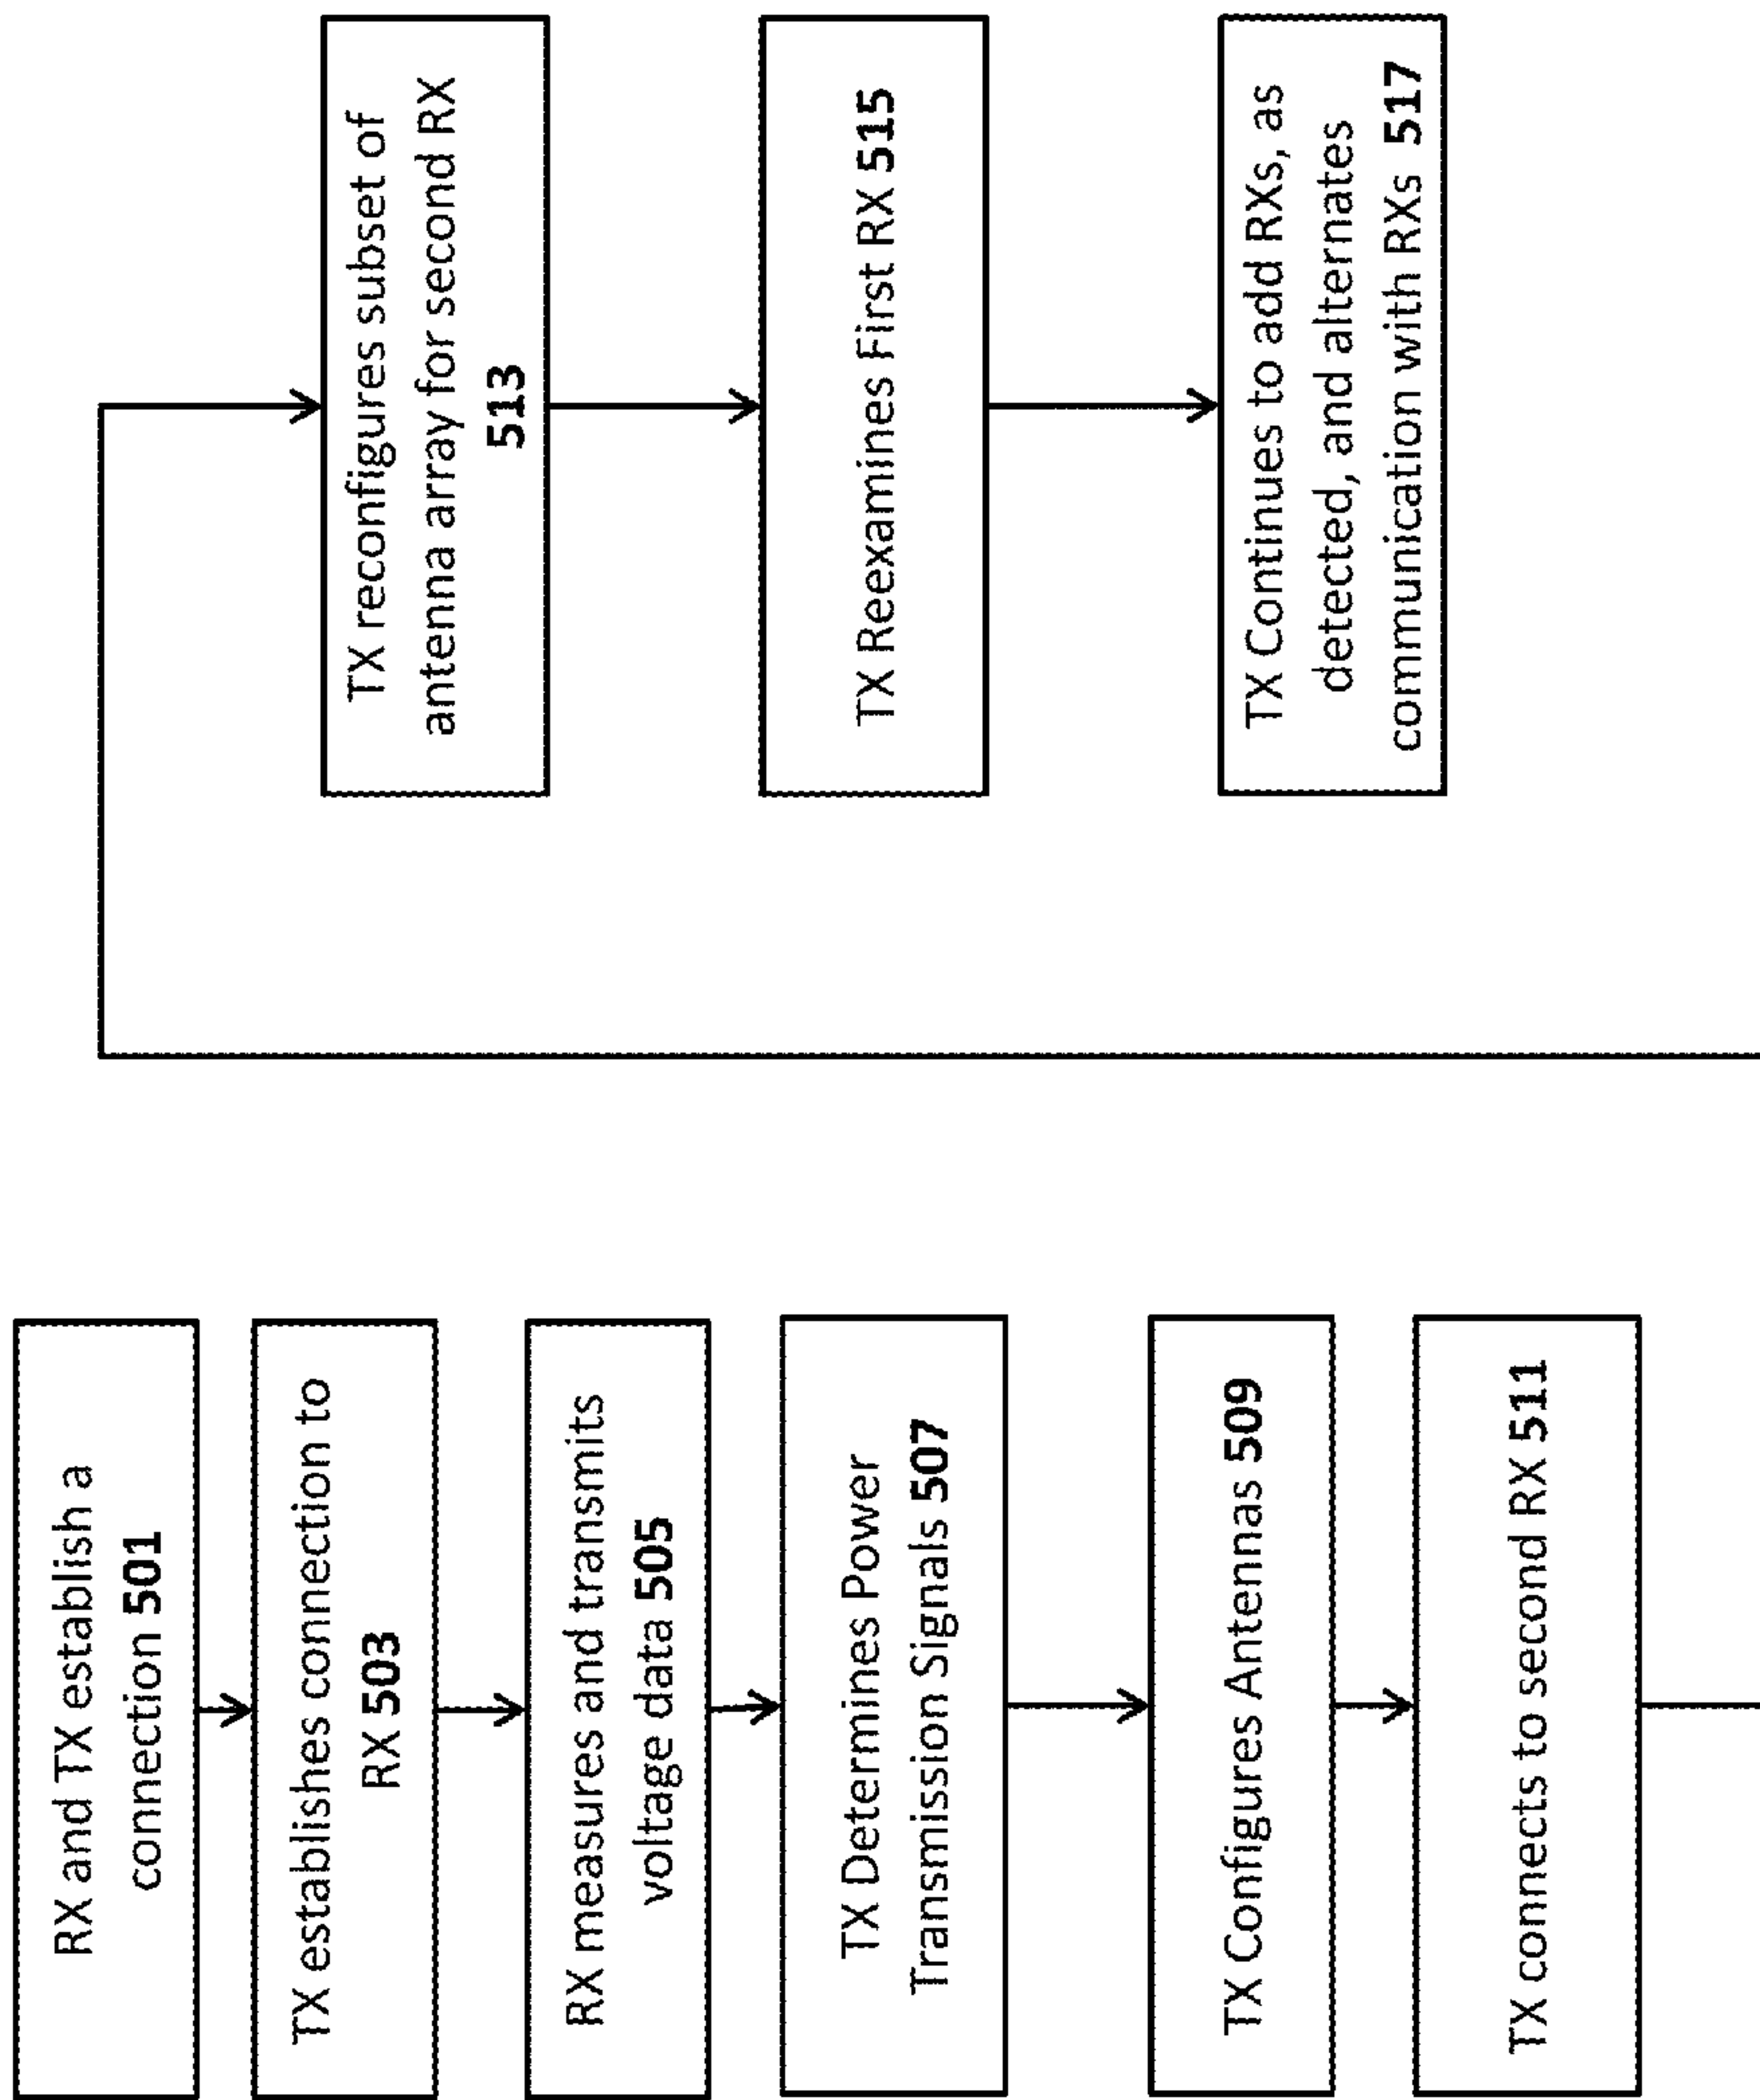 RX and TX establish a
connection 501
TX establishes connection to
RX 503
RX measures and transmits
voltage data 505
TX Determines Power
Transmission Signals 507
TX Configures Antennas 509
TX connects to second RX 511
TX reconfigures subset of
antenna array for second RX
513
TX Reexamines First RX 515
TX Continues to add RXs, as
detected, and alternates
communication with RXs 517